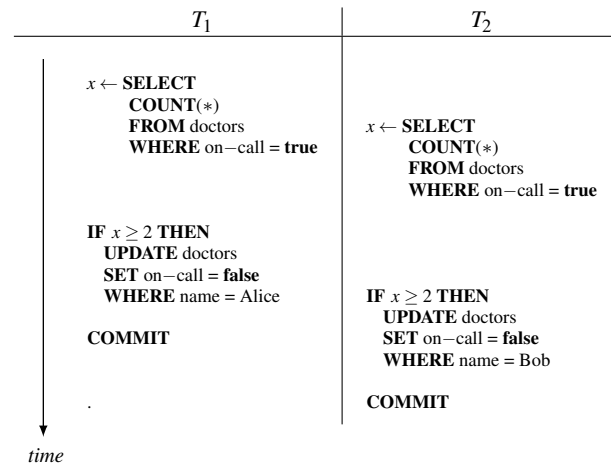 T₁
T₂
x ← SELECT
COUNT(∗)
FROM doctors
WHERE on−call = true
x ← SELECT
COUNT(∗)
FROM doctors
WHERE on−call = true
IF x ≥ 2 THEN
UPDATE doctors
SET on−call = false
WHERE name = Alice
COMMIT
IF x ≥ 2 THEN
UPDATE doctors
SET on−call = false
WHERE name = Bob
COMMIT
.
time